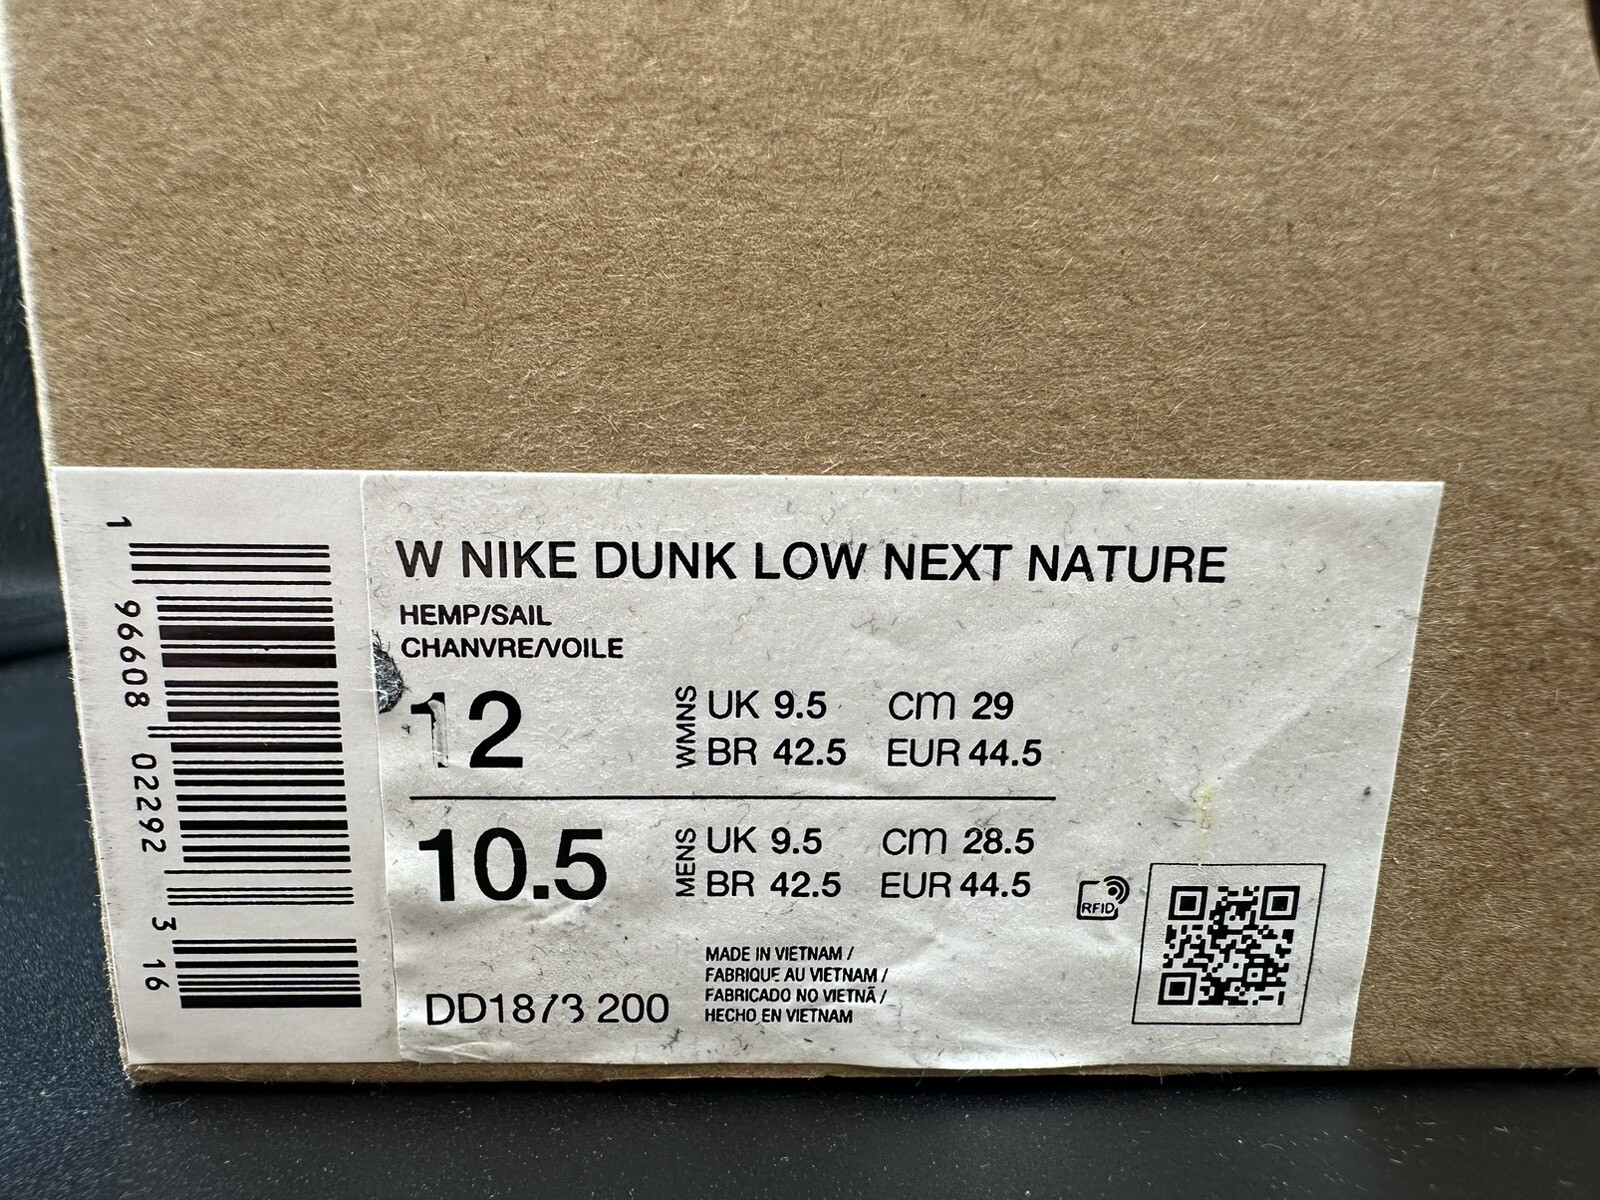 1 96608 02292 3 16
W NIKE DUNK LOW NEXT NATURE
HEMP/SAIL
CHANVRE/VOILE
12
WMNS
UK 9.5 CM 29
BR 42.5 EUR 44.5
10.5
MENS
UK 9.5 CM 28.5
BR 42.5 EUR 44.5
RFID
MADE IN VIETNAM /
FABRIQUE AU VIETNAM /
FABRICADO NO VIETNÃ /
HECHO EN VIETNAM
DD1873 200